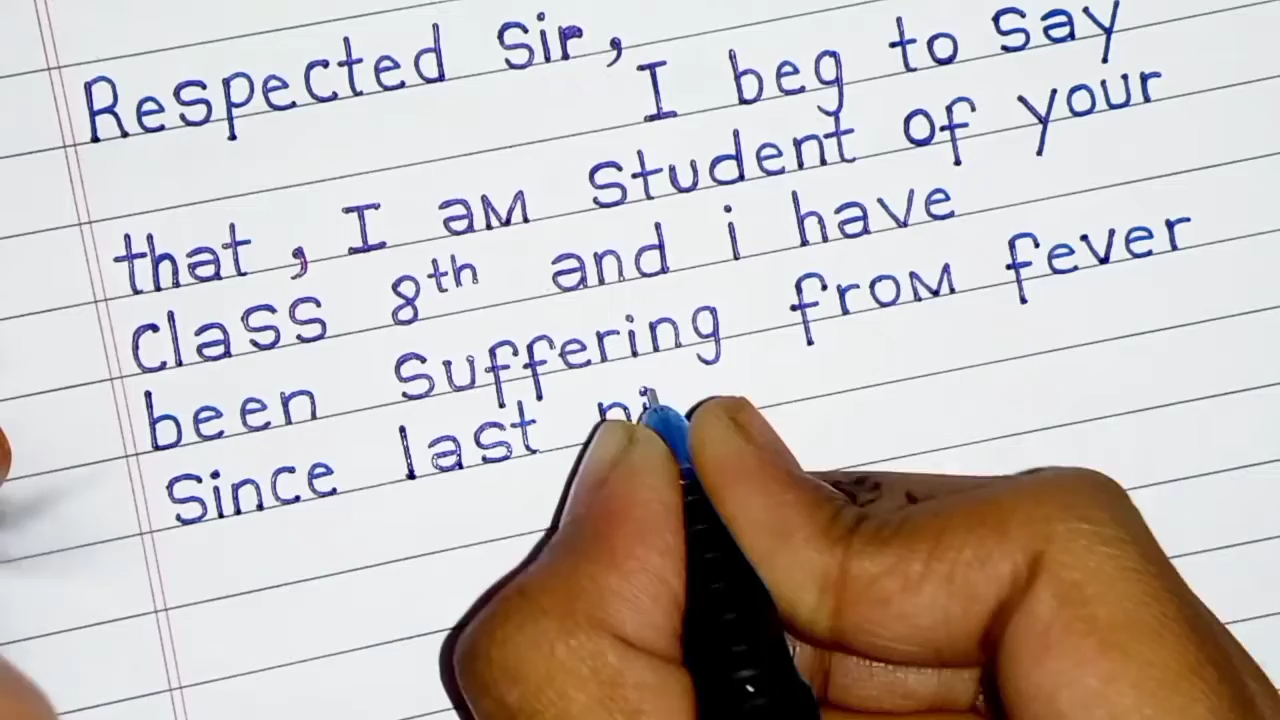 Respected Sir,
I beg to say
that, I am Student of your
class 8th and i have
been Suffering from fever
Since last